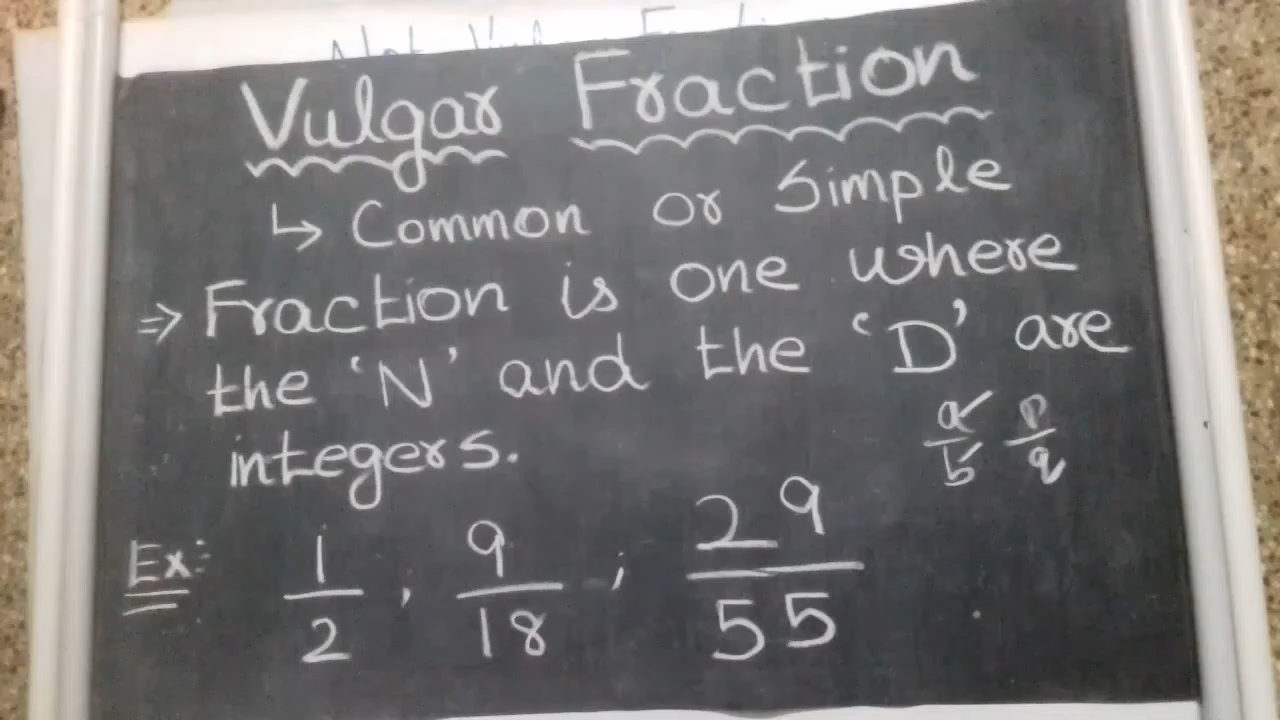 Not
Vulgar Fraction
↳ Common or Simple
⇒ Fraction is one where
the 'N' and the 'D' are
integers.
a/b p/q
Ex:- 1/2, 9/18; 29/55